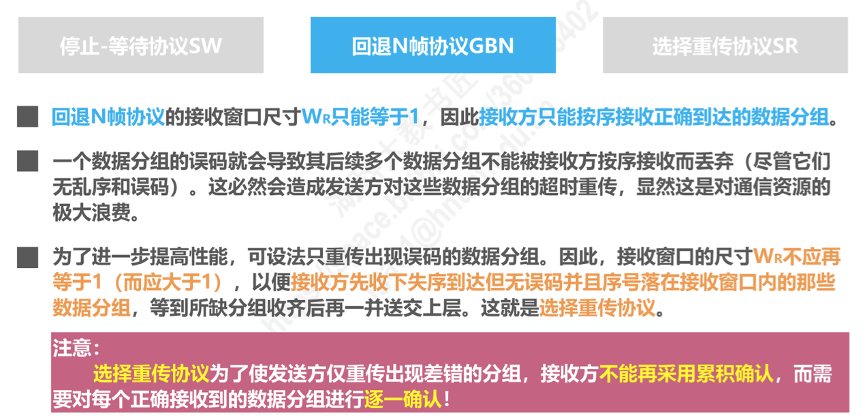 停止-等待协议SW
回退N帧协议GBN
选择重传协议SR
回退N帧协议的接收窗口尺寸WR只能等于1，因此接收方只能按序接收正确到达的数据分组。
一个数据分组的误码就会导致其后续多个数据分组不能被接收方按序接收而丢弃（尽管它们
无乱序和误码）。这必然会造成发送方对这些数据分组的超时重传，显然这是对通信资源的
极大浪费。
为了进一步提高性能，可设法只重传出现误码的数据分组。因此，接收窗口的尺寸WR不应再
等于1（而应大于1），以便接收方先收下失序到达但无误码并且序号落在接收窗口内的那些
数据分组，等到所缺分组收齐后再一并送交上层。这就是选择重传协议。
注意：
选择重传协议为了使发送方仅重传出现差错的分组，接收方不能再采用累积确认，而需
要对每个正确接收到的数据分组进行逐一确认！